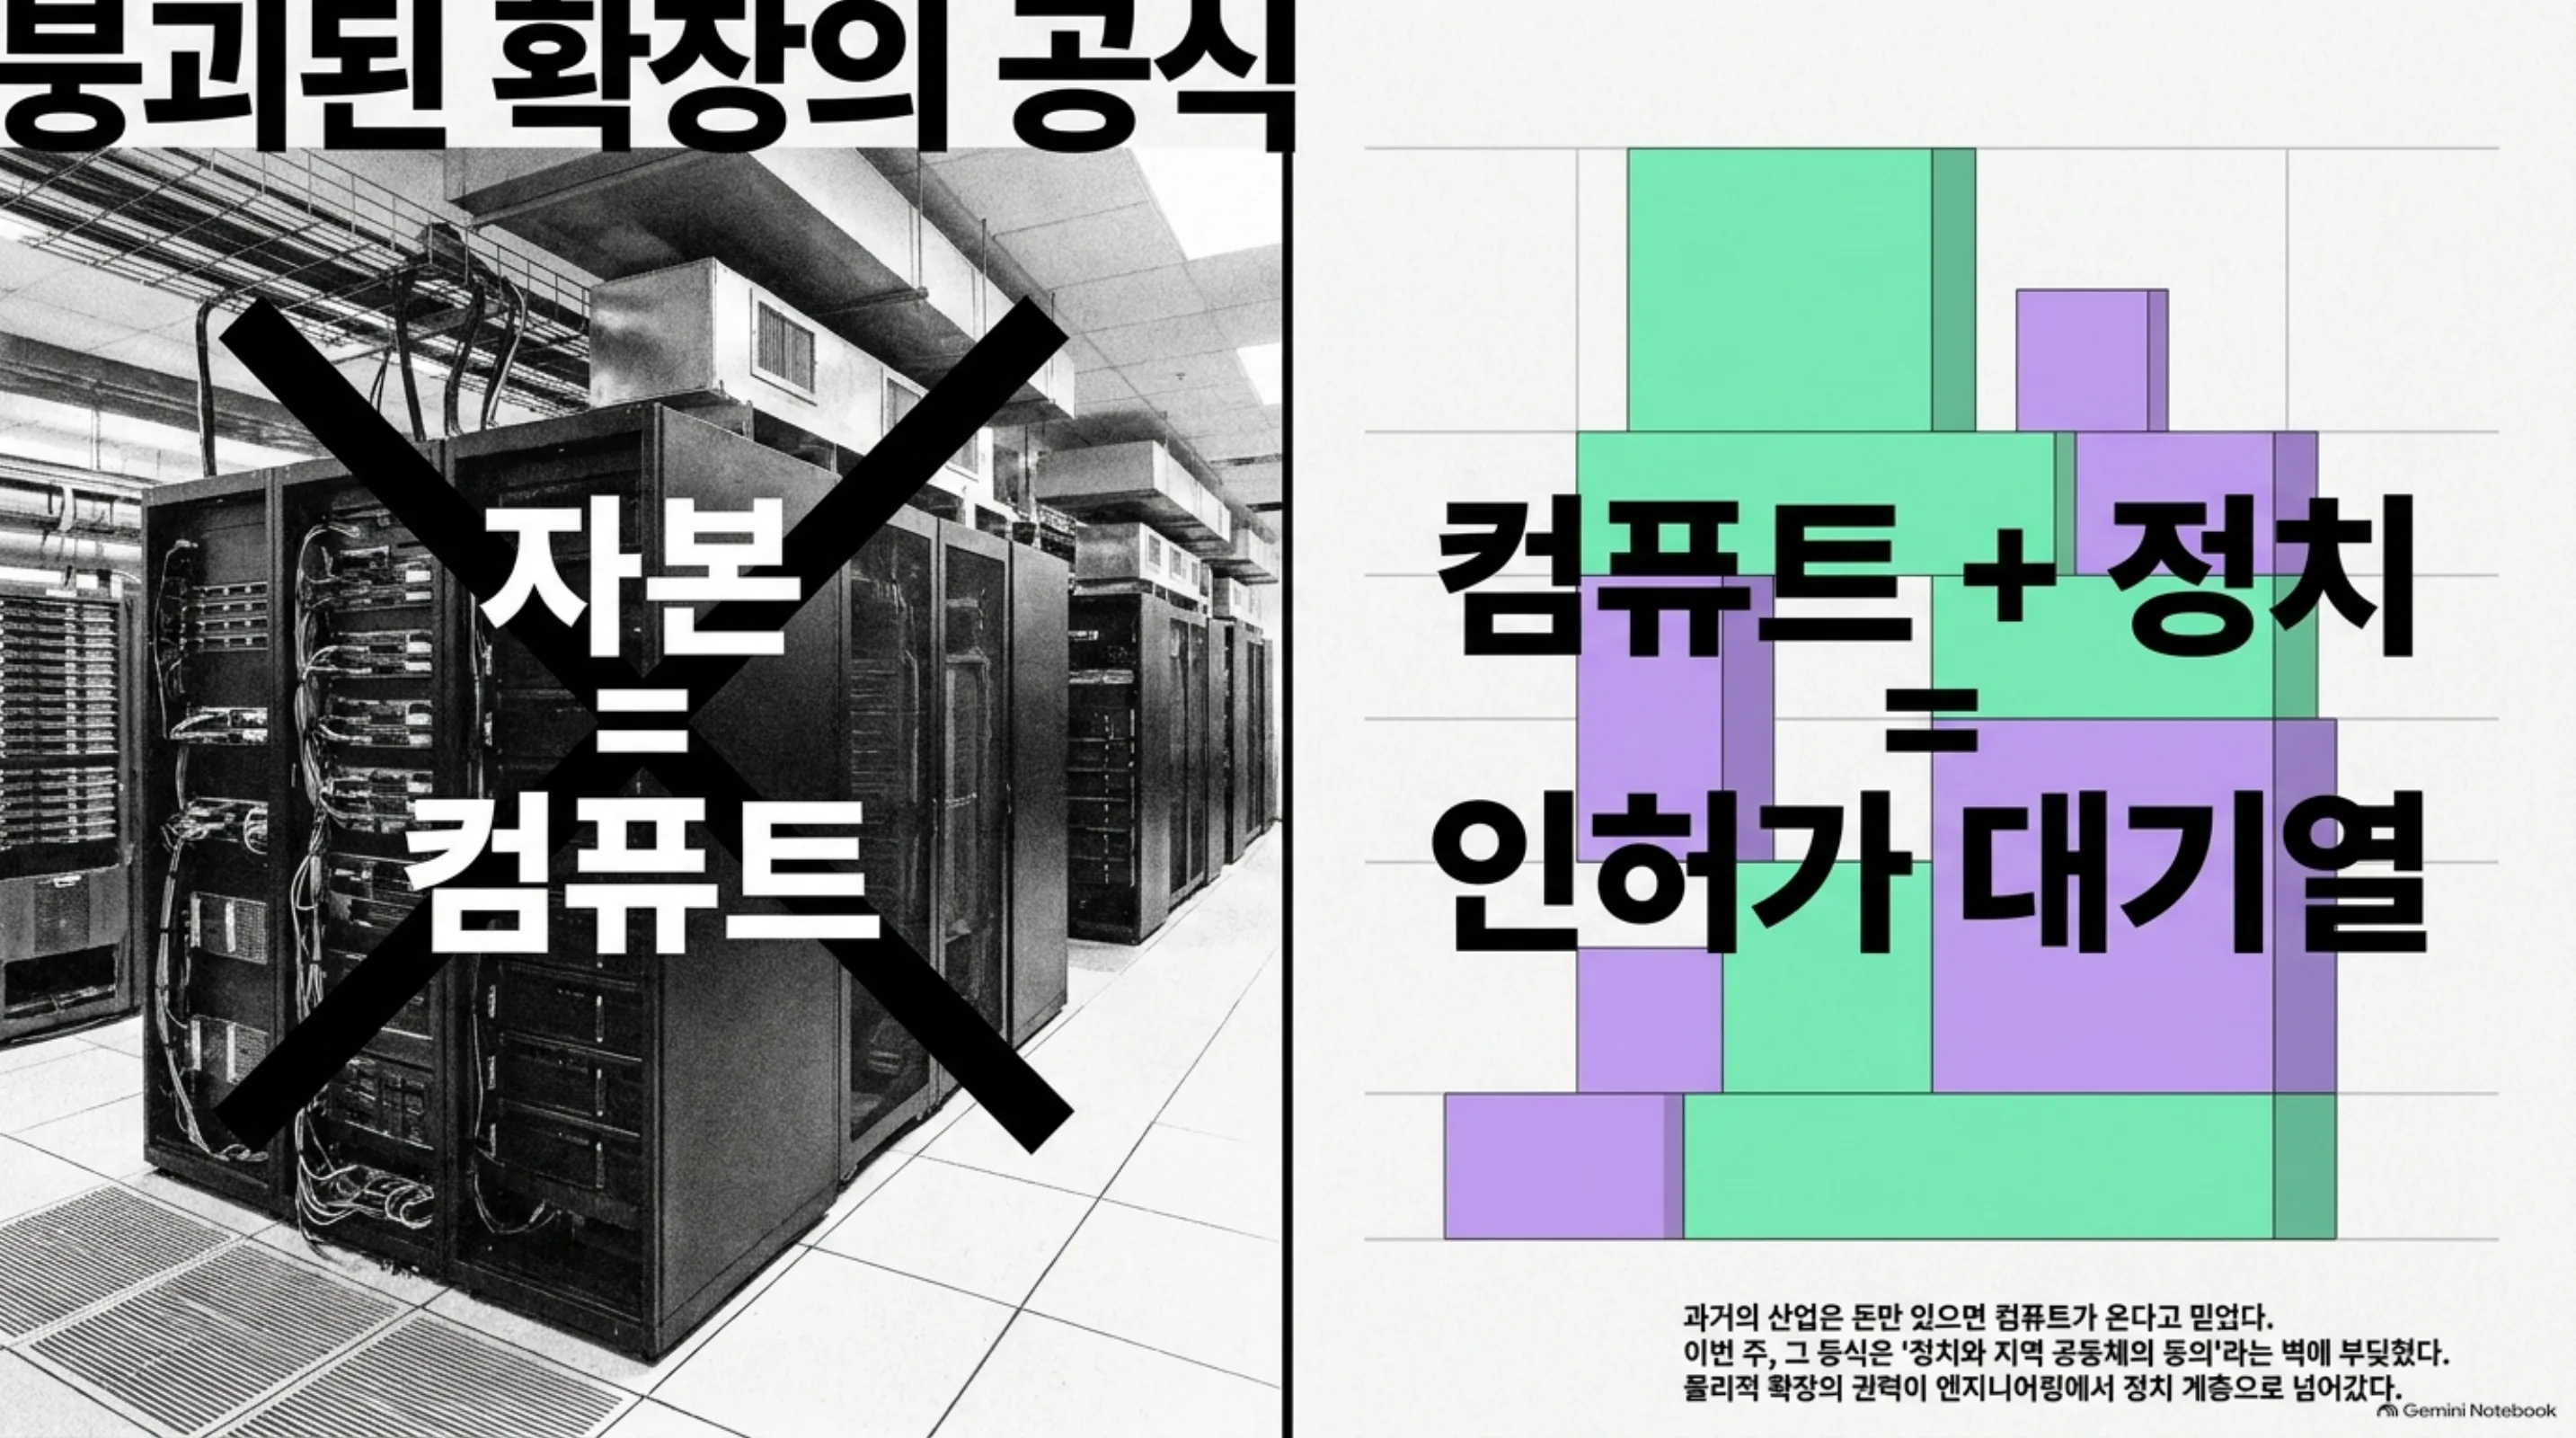 붕괴된 확장의 공식
자본
=
컴퓨트
컴퓨트 + 정치
=
인허가 대기열
과거의 산업은 돈만 있으면 컴퓨트가 온다고 믿었다.
이번 주, 그 등식은 '정치와 지역 공동체의 동의'라는 벽에 부딪혔다.
물리적 확장의 권력이 엔지니어링에서 정치 계층으로 넘어갔다.
Gemini Notebook